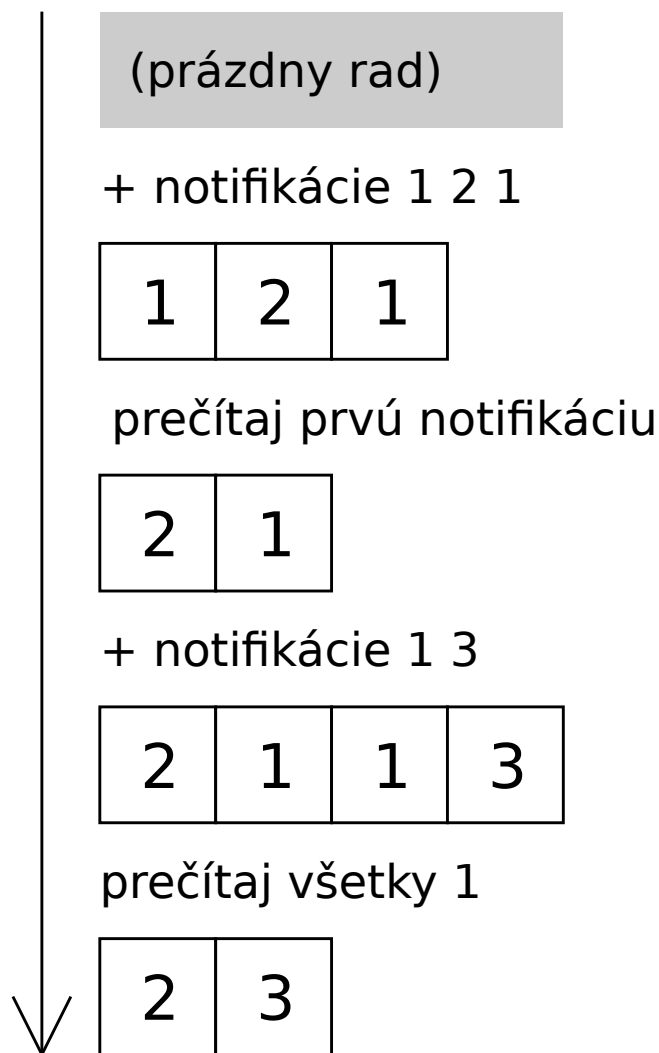 (prázdny rad)
+ notifikácie 1 2 1
1 2 1
prečítaj prvú notifikáciu
2 1
+ notifikácie 1 3
2 1 1 3
prečítaj všetky 1
2 3